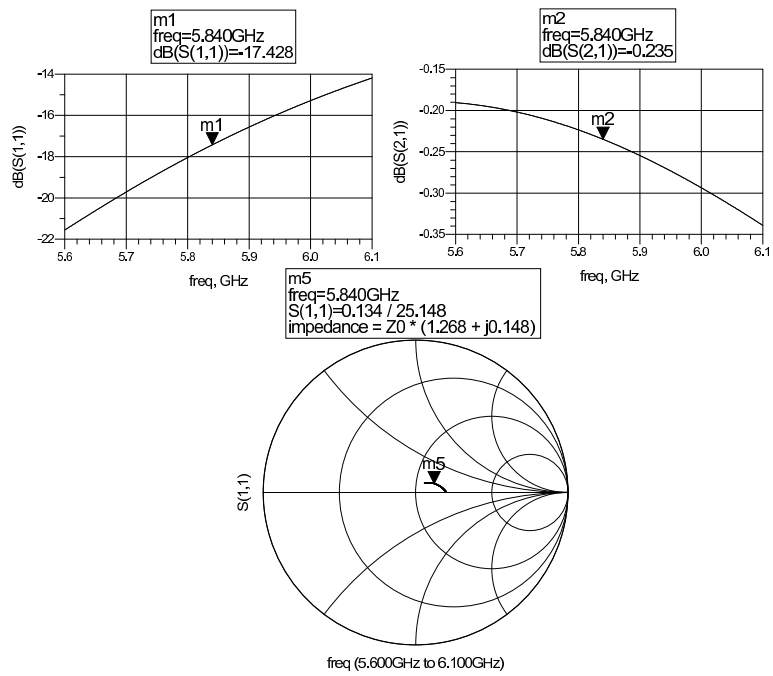 m1
freq=5.840GHz
dB(S(1,1))=-17.428
m2
freq=5.840GHz
dB(S(2,1))=-0.235
-14
-16
-18
-20
-22
dB(S(1,1))
m1
5.6
5.7
5.8
5.9
6.0
6.1
freq, GHz
-0.15
-0.20
-0.25
-0.30
-0.35
dB(S(2,1))
m2
5.6
5.7
5.8
5.9
6.0
6.1
freq, GHz
m5
freq=5.840GHz
S(1,1)=0.134 / 25.148
impedance = Z0 * (1.268 + j0.148)
m5
S(1,1)
freq (5.600GHz to 6.100GHz)